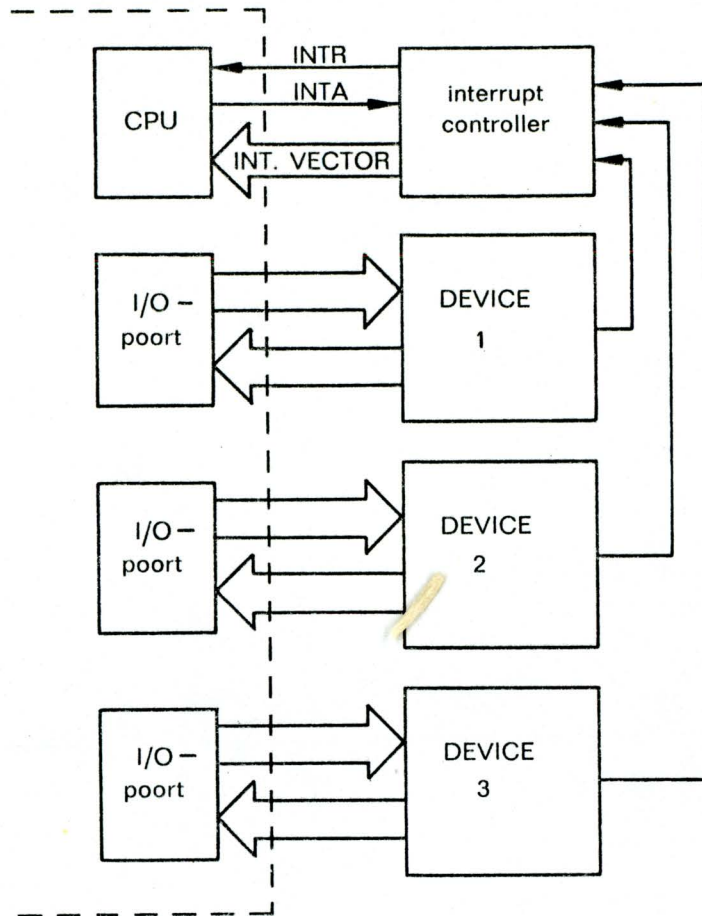 INTR
INTA
CPU
INT. VECTOR
interrupt
controller
I/O –
poort
DEVICE
1
I/O –
poort
DEVICE
2
I/O –
poort
DEVICE
3